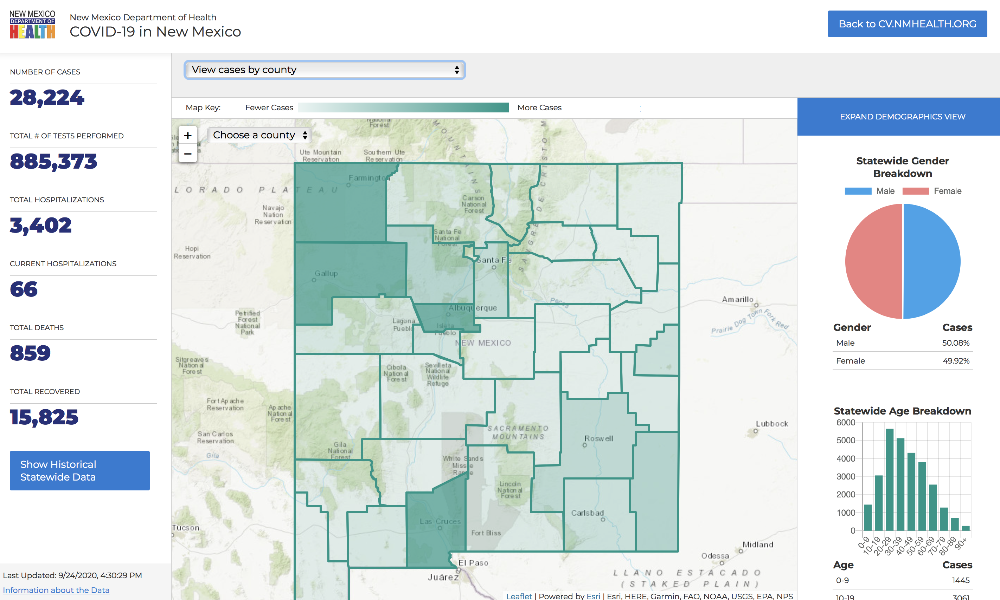 NEW MEXICO
DEPARTMENT OF
HEALTH
New Mexico Department of Health
COVID-19 in New Mexico
Back to CV.NMHEALTH.ORG
NUMBER OF CASES
28,224
TOTAL # OF TESTS PERFORMED
885,373
TOTAL HOSPITALIZATIONS
3,402
CURRENT HOSPITALIZATIONS
66
TOTAL DEATHS
859
TOTAL RECOVERED
15,825
Show Historical
Statewide Data
Last Updated: 9/24/2020, 4:30:29 PM
Information about the Data
View cases by county
Map Key:
Fewer Cases
More Cases
+
−
Choose a county
National
Forest
MOUNTAINS
SANGRE DE CRISTO M
Ute Mountain
Reservation
Southern Ute
Reservation
Farmington
LORADO PLATEAU
Carson
National
Forest
Navajo
Nation
Reservation
Santa Fe
National
Forest
Hopi
Reservation
Santa Fe
Gallup
Pecos
Amarillo
Albuquerque
Petrified
Forest
National
Park
Laguna
Pueblo
Isleta
Pueblo
Prairie Dog Town Fork Red
NEW MEXICO
Sitgreaves
National
Forest
Cibola
National
Forest
Sevilleta
National
Wildlife
Refuge
Fort Apache
Reservation
Apache
National
Forest
SACRAMENTO
MOUNTAINS
Lubbock
San Carlos
Reservation
Roswell
Gila
National
Forest
Gila
White Sands
Missile
Range
Lincoln
National
Forest
Carlsbad
Las Cruces
Tucson
Fort Bliss
Midland
Odessa
El Paso
Juárez
LLANO ESTACADO
(STAKED PLAIN)
Leaflet | Powered by Esri | Esri, HERE, Garmin, FAO, NOAA, USGS, EPA, NPS
EXPAND DEMOGRAPHICS VIEW
Statewide Gender
Breakdown
Male
Female
Gender Cases
Male 50.08%
Female 49.92%
Statewide Age Breakdown
6000
5000
4000
3000
2000
1000
0
0-9
10-19
20-29
30-39
40-49
50-59
60-69
70-79
80-89
90+
Age Cases
0-9 1445
10-19 3061